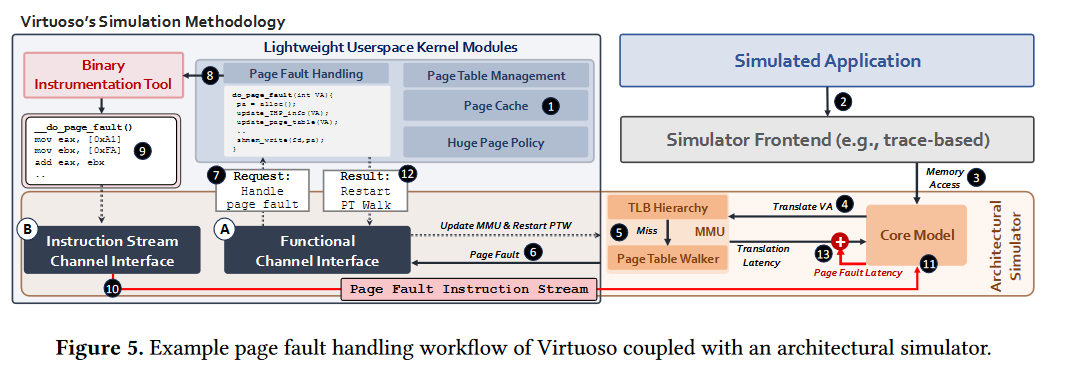 Virtuoso's Simulation Methodology
Lightweight Userspace Kernel Modules
Binary
Instrumentation Tool
8
Page Fault Handling
do_page_fault(int VA){
pa = alloc();
update_THP_info(VA);
update_page_table(VA);
..
shmem_write(fd,pa);
}
Page Table Management
Page Cache 1
Huge Page Policy
__do_page_fault()
mov eax, [0xA1]
mov ebx, [0xFA]
add eax, ebx
..
9
7 Request:
Handle
page fault
Result: 12
Restart
PT Walk
Simulated Application
2
Simulator Frontend (e.g., trace-based)
Memory
Access
3
B
Instruction Stream
Channel Interface
A
Functional
Channel Interface
Update MMU & Restart PTW
Page Fault 6
TLB Hierarchy
5 Miss MMU
Page Table Walker
Translate VA 4
Translation
Latency
13
+
Core Model
Page Fault Latency 11
Architectural
Simulator
10
Page Fault Instruction Stream
Figure 5. Example page fault handling workflow of Virtuoso coupled with an architectural simulator.